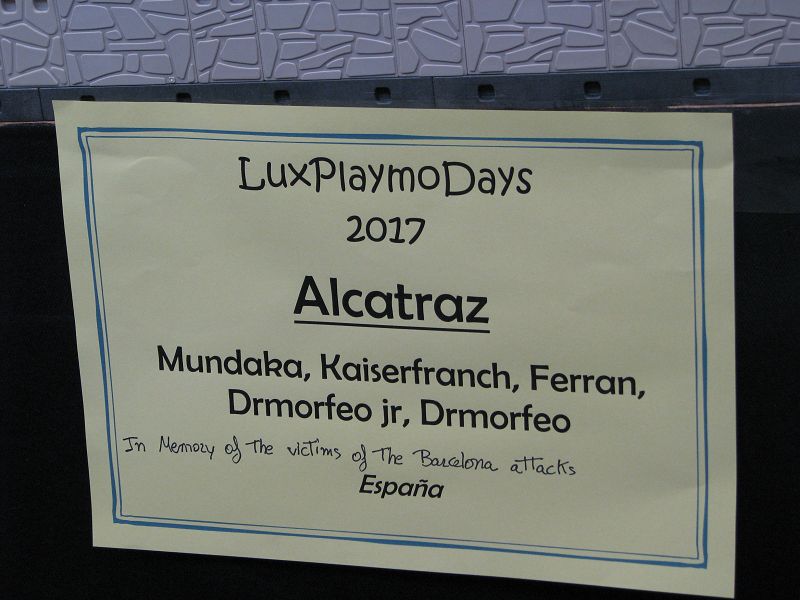 LuxPlaymoDays
2017
Alcatraz
Mundaka, Kaiserfranch, Ferran,
Drmorfeo jr, Drmorfeo
In Memory of The victims of The Barcelona attacks
España